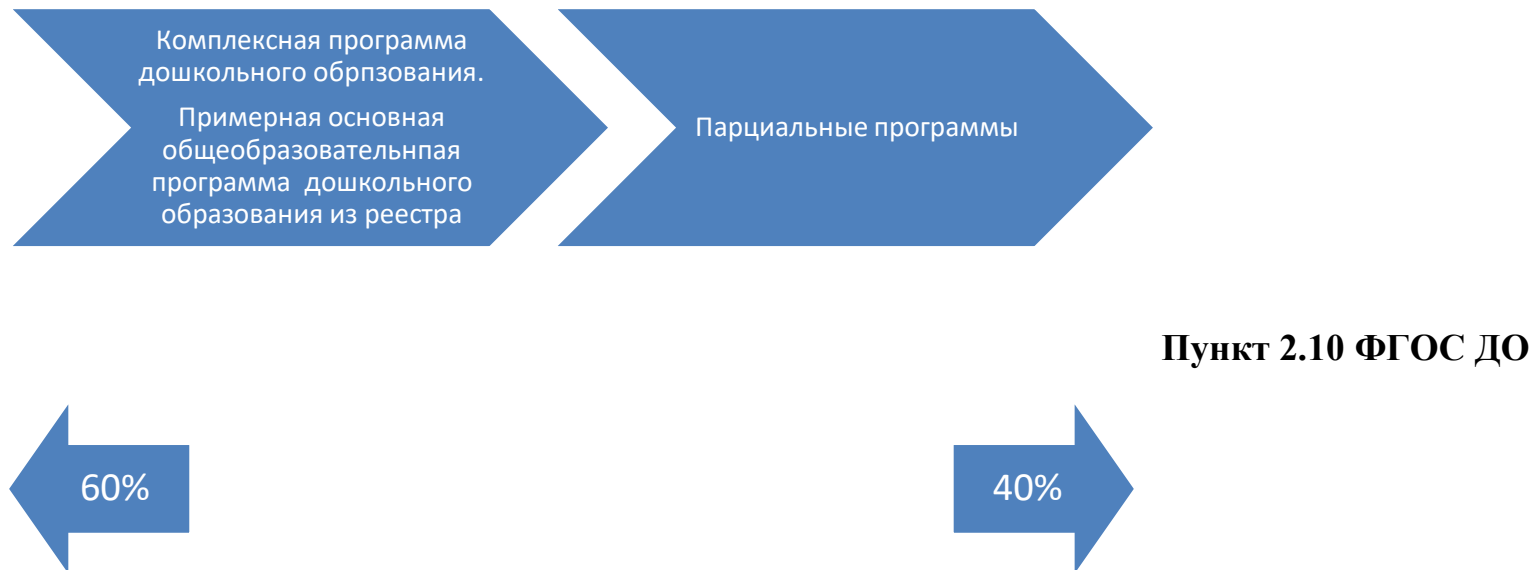 Комплексная программа
дошкольного обрпзования.
Примерная основная
общеобразовательнпая
программа дошкольного
образования из реестра
Парциальные программы
Пункт 2.10 ФГОС ДО
60%
40%